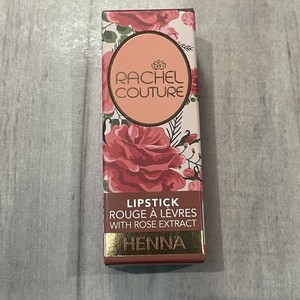 RACHEL
COUTURE
LIPSTICK
ROUGE À LÈVRES
WITH ROSE EXTRACT
HENNA